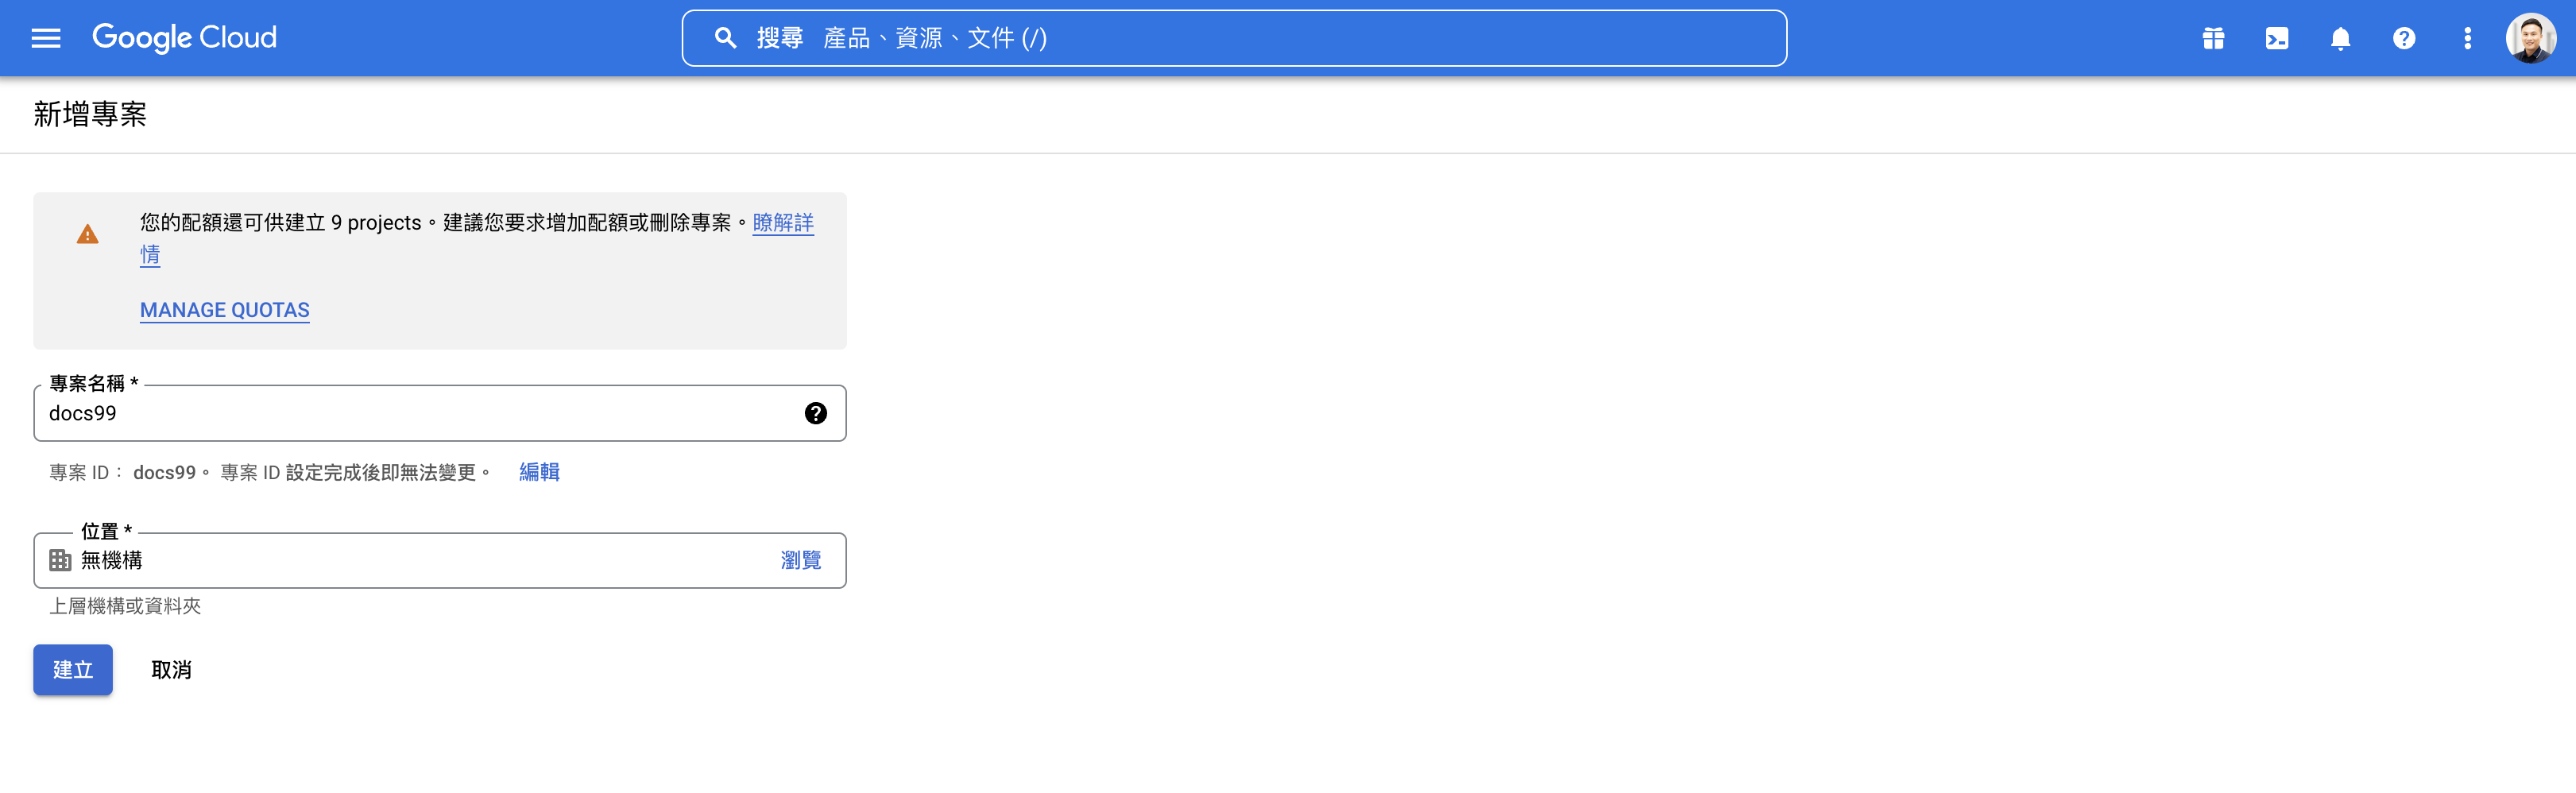 Google Cloud
搜尋 產品、資源、文件 (/)
新增專案
您的配額還可供建立 9 projects。建議您要求增加配額或刪除專案。瞭解詳
情
MANAGE QUOTAS
專案名稱 *
docs99
專案 ID： docs99。 專案 ID 設定完成後即無法變更。 編輯
位置 *
無機構 瀏覽
上層機構或資料夾
建立 取消